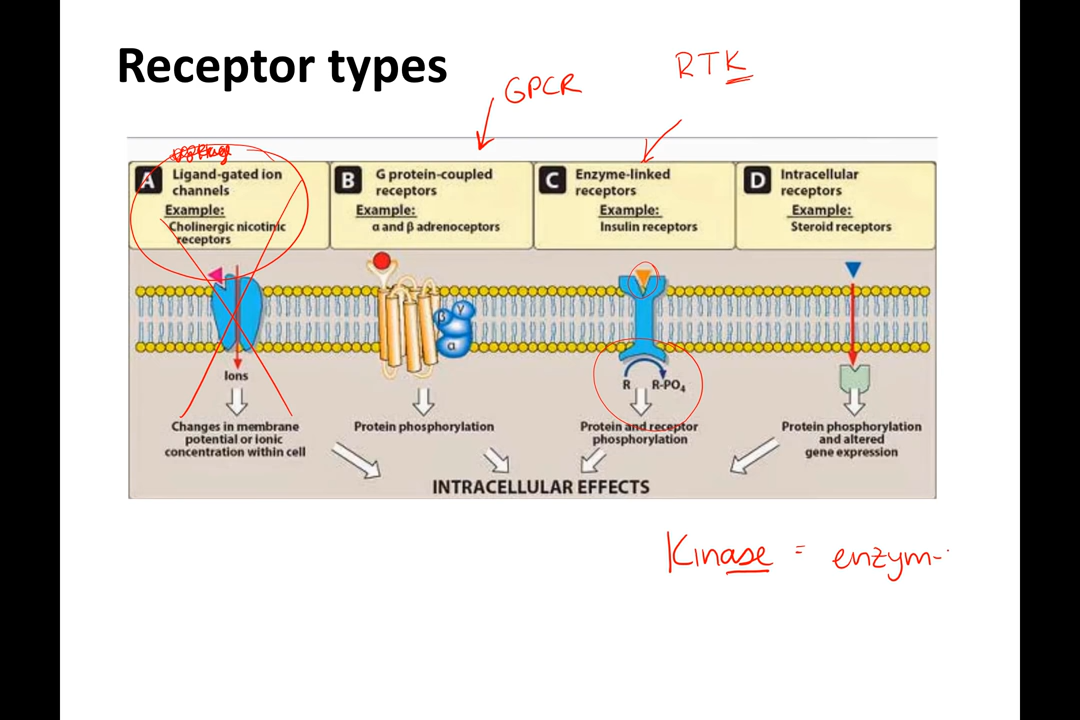 Receptor types
GPCR
RTK
A
Ligand-gated ion
channels
Example:
Cholinergic nicotinic
receptors
B
G protein-coupled
receptors
Example:
α and β adrenoceptors
C
Enzyme-linked
receptors
Example:
Insulin receptors
D
Intracellular
receptors
Example:
Steroid receptors
β
γ
α
Ions
R
R-PO₄
Changes in membrane
potential or ionic
concentration within cell
Protein phosphorylation
Protein and receptor
phosphorylation
Protein phosphorylation
and altered
gene expression
INTRACELLULAR EFFECTS
Kinase = enzym